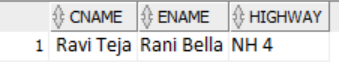 CNAME ENAME HIGHWAY
1 Ravi Teja Rani Bella NH 4